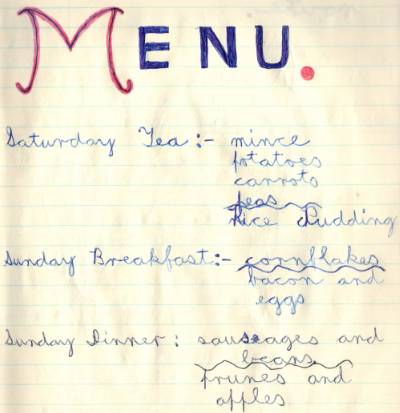 MENU.
Saturday Tea :- mince
potatoes
carrots
peas
Rice Pudding
Sunday Breakfast :- cornflakes
bacon and
eggs
Sunday Dinner : sausages and
beans
prunes and
apples